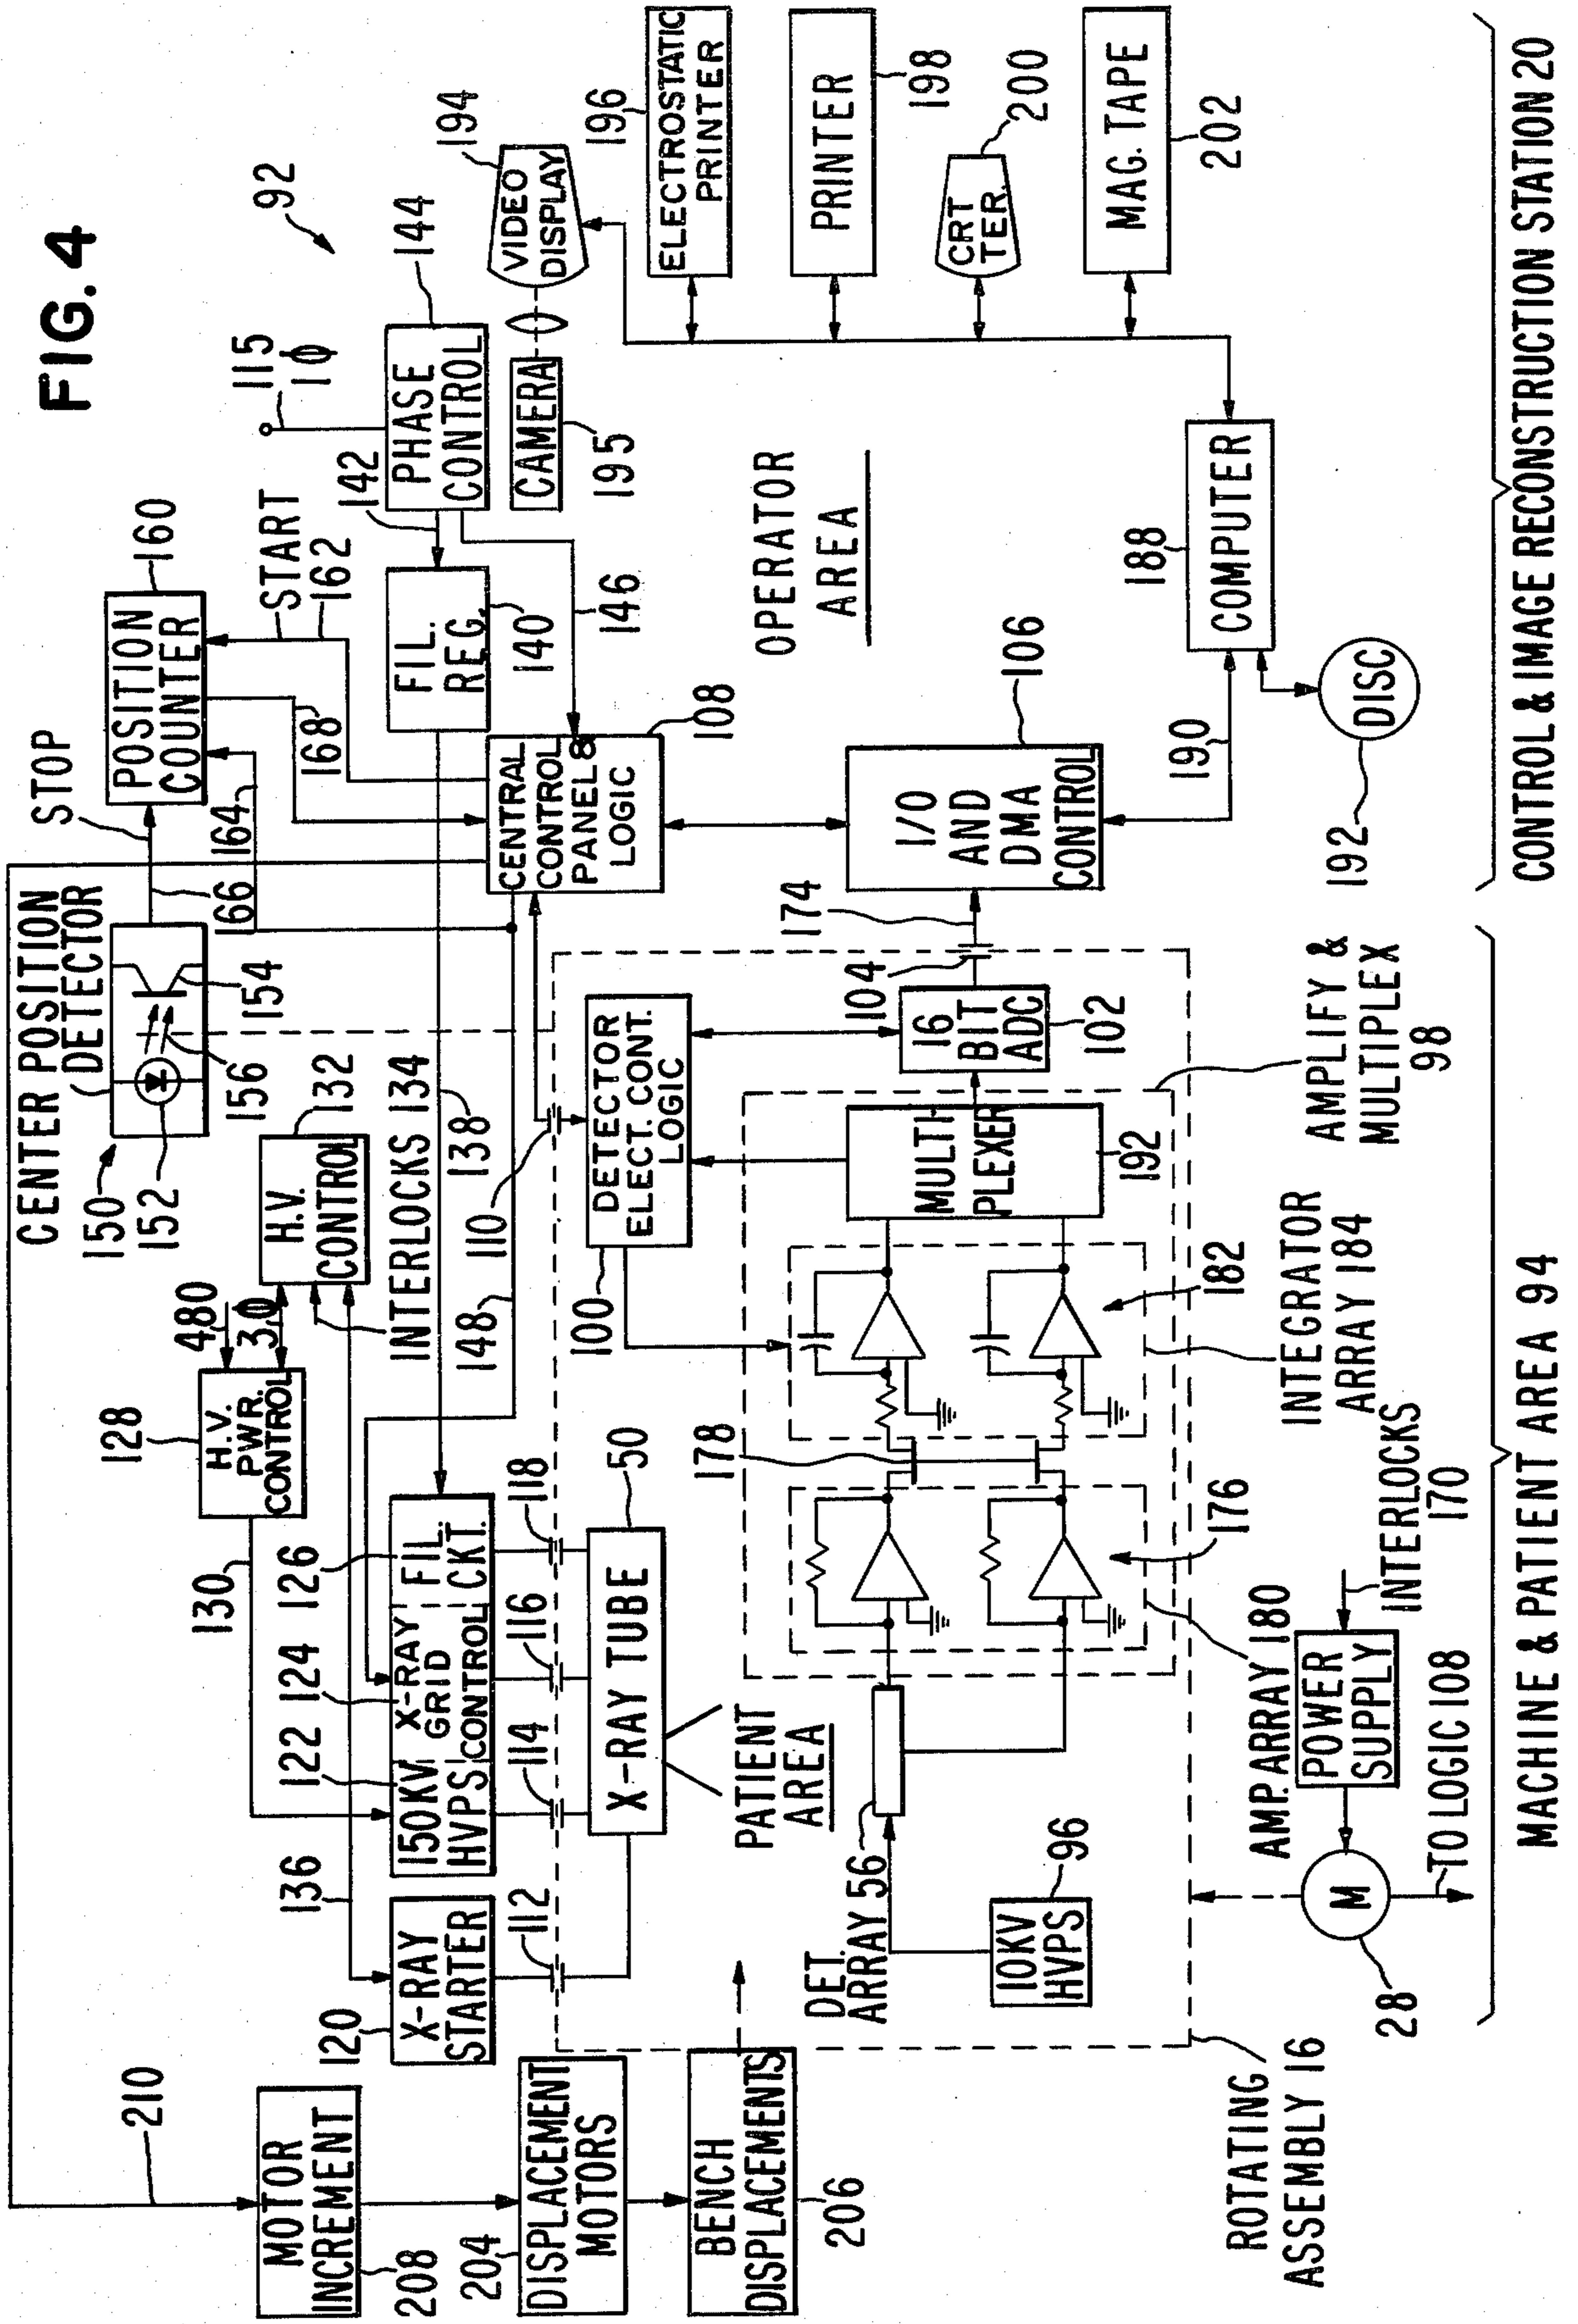 FIG. 4
92
CENTER POSITION
DETECTOR
150
152
154
156
STOP
166
164
POSITION
COUNTER
160
START
162
168
115
1φ
PHASE
CONTROL
144
142
146
FIL.
REG.
140
VIDEO
DISPLAY
194
CAMERA
195
ELECTROSTATIC
PRINTER
196
PRINTER
198
CRT
TER.
200
MAG. TAPE
202
OPERATOR
AREA
CENTRAL
CONTROL
PANEL &
LOGIC
108
I/O
AND
DMA
CONTROL
106
COMPUTER
188
190
DISC
192
CONTROL & IMAGE RECONSTRUCTION STATION 20
210
MOTOR
INCREMENT
208
DISPLACEMENT
MOTORS
204
BENCH
DISPLACEMENTS
206
480
3φ
H.V.
PWR.
CONTROL
128
H.V.
CONTROL
132
INTERLOCKS 134
130
136
138
148
X-RAY
STARTER
120
150KV
HVPS
122
X-RAY
GRID
CONTROL
124
FIL.
CKT.
126
112
114
116
118
110
X-RAY TUBE
50
PATIENT
AREA
DETECTOR
ELECT. CONT.
LOGIC
100
16
BIT
ADC
102
104
174
MULTI
PLEXER
192
178
182
176
DET.
ARRAY 56
10KV
HVPS
96
AMPLIFY &
MULTIPLEX
98
INTEGRATOR
ARRAY 184
AMP. ARRAY 180
INTERLOCKS
170
POWER
SUPPLY
M
28
TO LOGIC 108
ROTATING
ASSEMBLY 16
MACHINE & PATIENT AREA 94